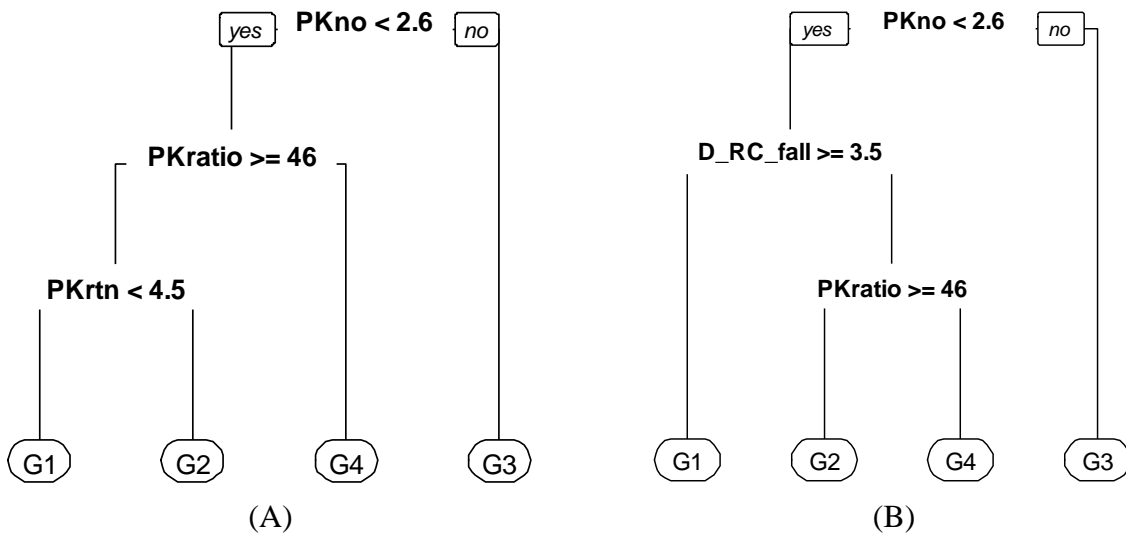 yes PKno < 2.6 no
PKratio >= 46
PKrtn < 4.5
G1 G2 G4 G3
(A)
yes PKno < 2.6 no
D_RC_fall >= 3.5
PKratio >= 46
G1 G2 G4 G3
(B)